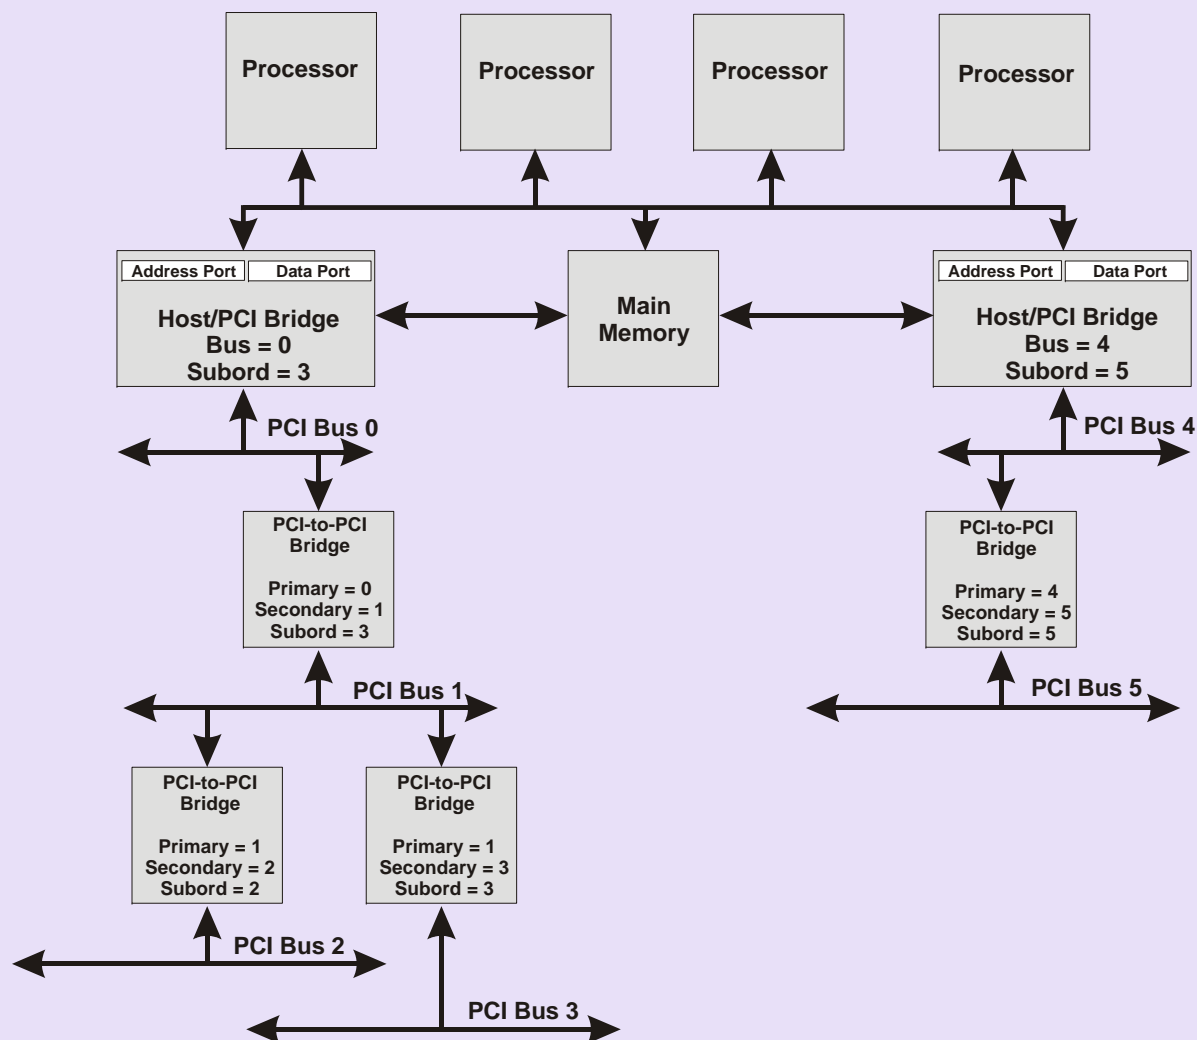 Processor
Processor
Processor
Processor
Address Port
Data Port
Host/PCI Bridge
Bus = 0
Subord = 3
Main
Memory
Address Port
Data Port
Host/PCI Bridge
Bus = 4
Subord = 5
PCI Bus 0
PCI Bus 4
PCI-to-PCI
Bridge
Primary = 0
Secondary = 1
Subord = 3
PCI-to-PCI
Bridge
Primary = 4
Secondary = 5
Subord = 5
PCI Bus 1
PCI Bus 5
PCI-to-PCI
Bridge
Primary = 1
Secondary = 2
Subord = 2
PCI-to-PCI
Bridge
Primary = 1
Secondary = 3
Subord = 3
PCI Bus 2
PCI Bus 3